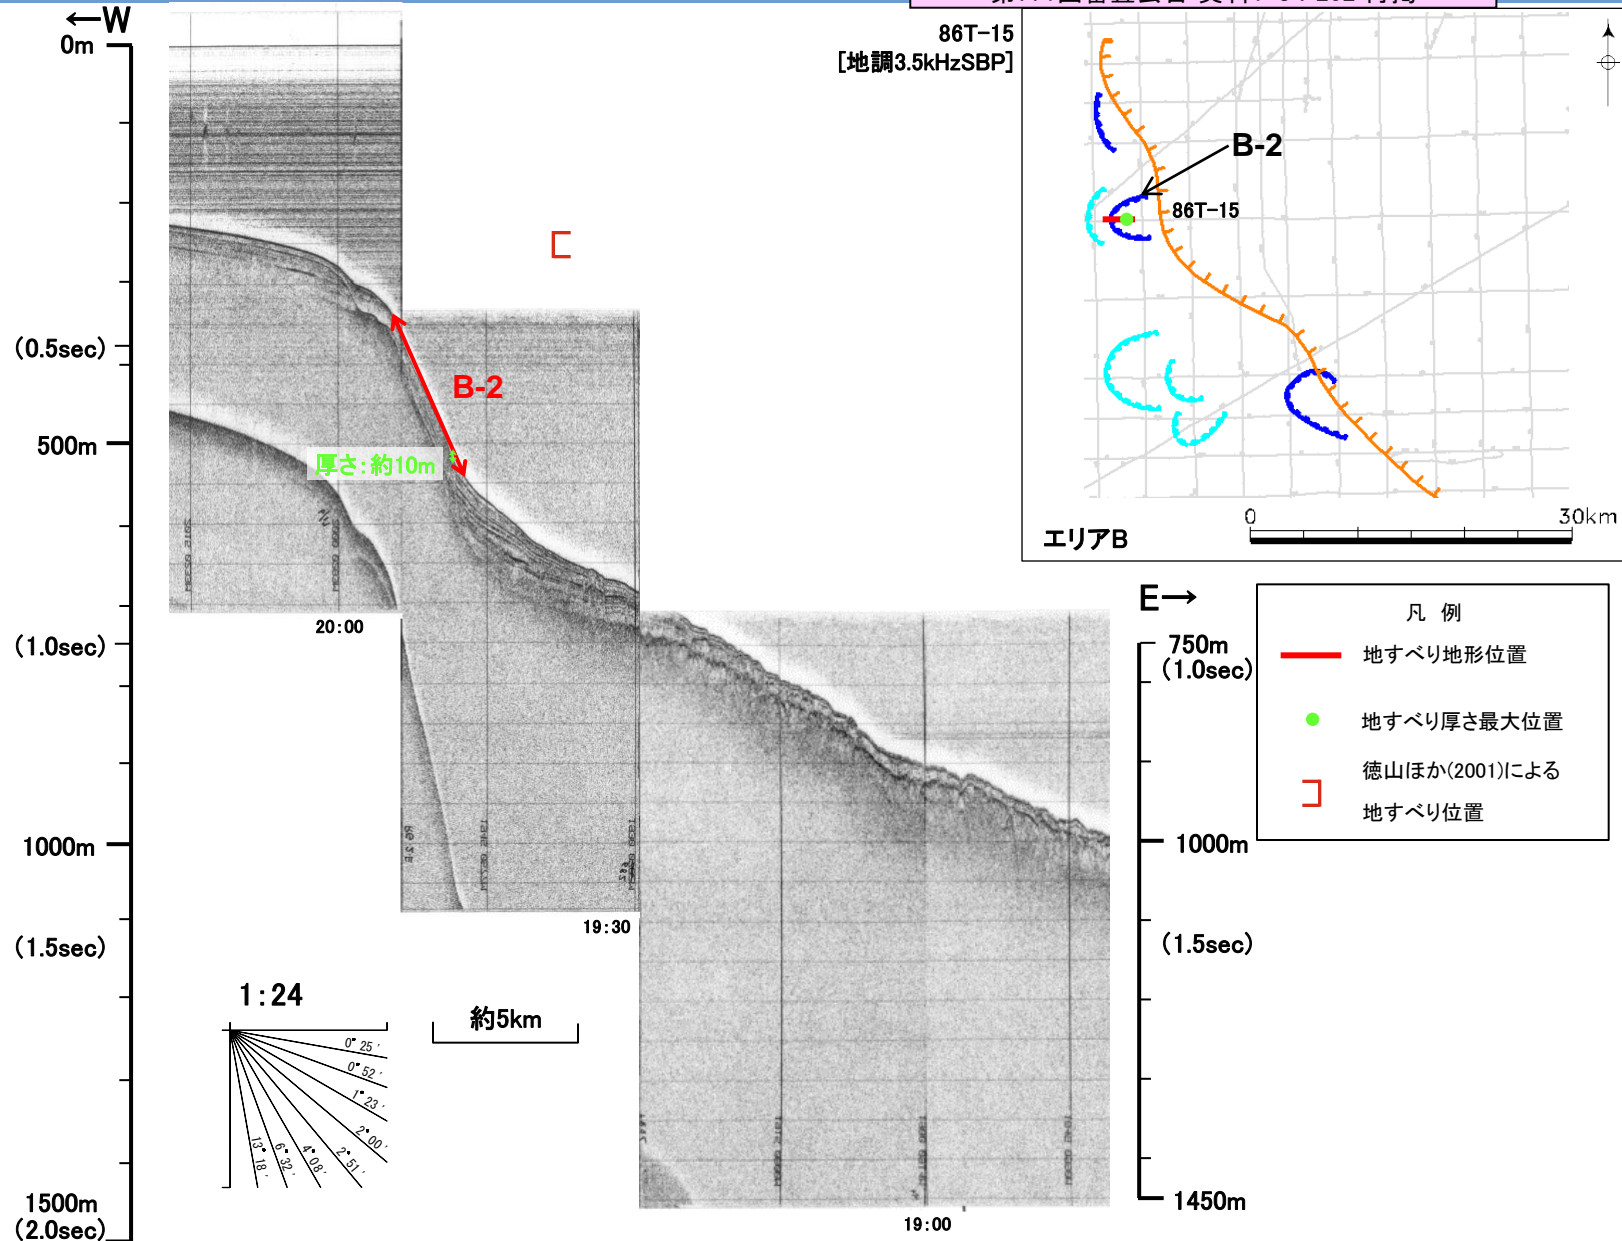 ←W
0m
(0.5sec)
500m
(1.0sec)
1000m
(1.5sec)
1500m
(2.0sec)
86T-15
[地調3.5kHzSBP]
B-2
厚さ:約10m
20:00
19:30
19:00
1:24
0°25′
0°52′
1°23′
2°00′
2°51′
4°08′
6°32′
13°18′
約5km
B-2
86T-15
エリアB
0 30km
E→
750m
(1.0sec)
1000m
(1.5sec)
1450m
凡 例
地すべり地形位置
地すべり厚さ最大位置
徳山ほか(2001)による
地すべり位置